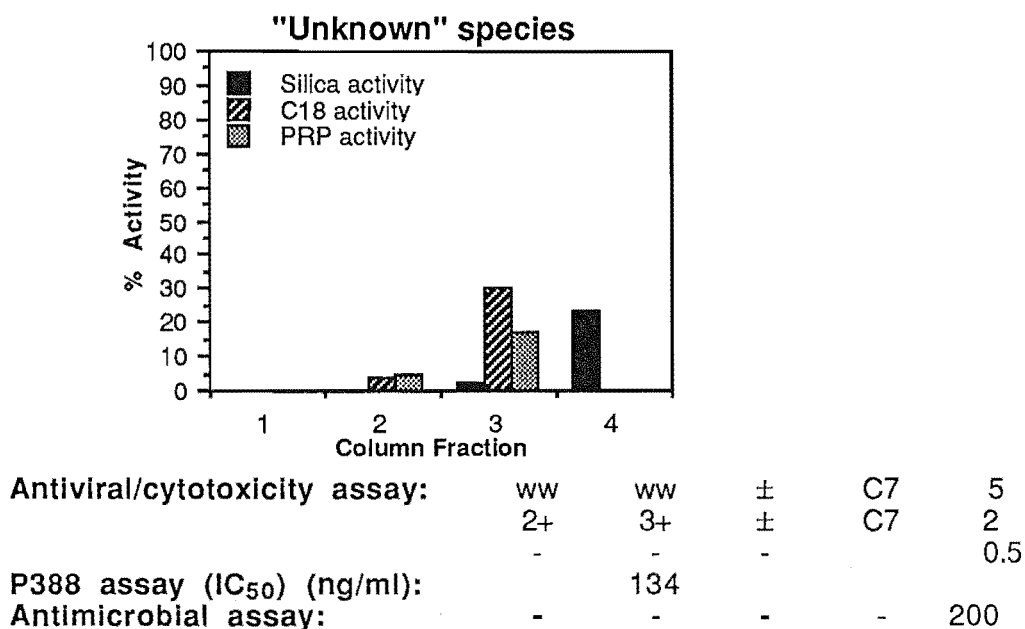 "Unknown" species
100
90
80
70
60
50
40
30
20
10
0
% Activity
Silica activity
C18 activity
PRP activity
1 2 3 4
Column Fraction
Antiviral/cytotoxicity assay: ww ww ± C7 5
2+ 3+ ± C7 2
- - - 0.5
P388 assay (IC50) (ng/ml): 134
Antimicrobial assay: - - - - 200